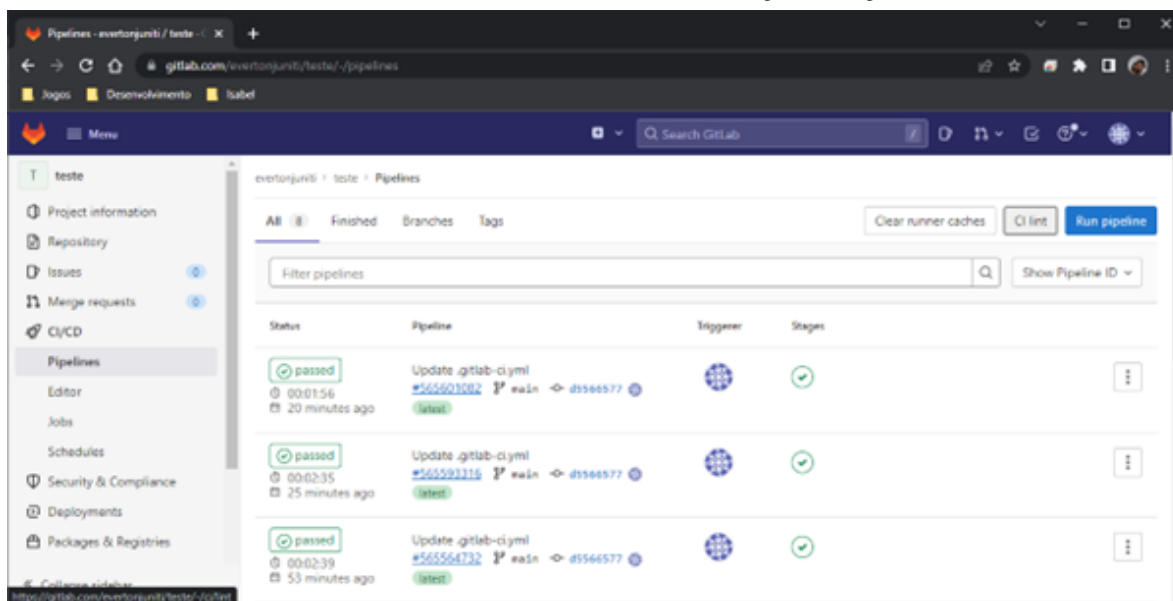 Pipelines - evertonjuniti / teste -
gitlab.com/evertonjuniti/teste/-/pipelines
Jogos Desenvolvimento Isabel
Menu
Search GitLab
/
T teste
Project information
Repository
Issues 0
Merge requests 0
CI/CD
Pipelines
Editor
Jobs
Schedules
Security & Compliance
Deployments
Packages & Registries
Collapse sidebar
https://gitlab.com/evertonjuniti/teste/-/ci/lint
evertonjuniti › teste › Pipelines
All 8 Finished Branches Tags
Clear runner caches CI lint Run pipeline
Filter pipelines
Show Pipeline ID
Status Pipeline Triggerer Stages
passed Update .gitlab-ci.yml
00:01:56 #565601082 main d5566577
20 minutes ago latest
passed Update .gitlab-ci.yml
00:02:35 #565593316 main d5566577
25 minutes ago latest
passed Update .gitlab-ci.yml
00:02:39 #565564732 main d5566577
53 minutes ago latest